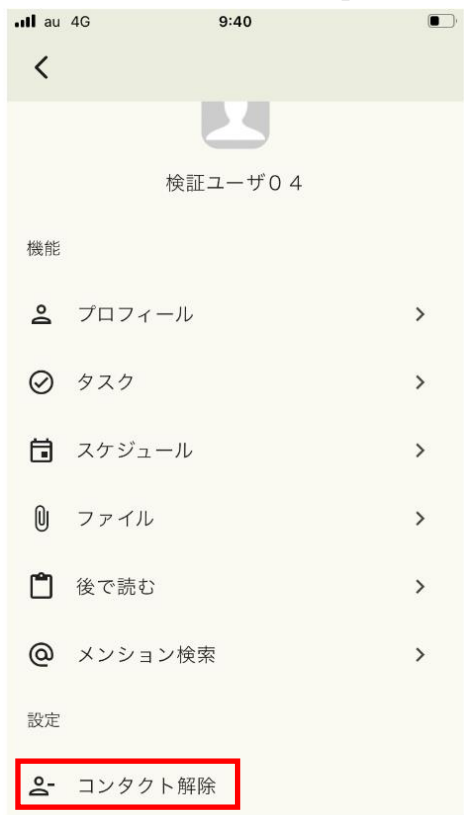 au 4G 9:40
検証ユーザ04
機能
プロフィール
タスク
スケジュール
ファイル
後で読む
メンション検索
設定
コンタクト解除